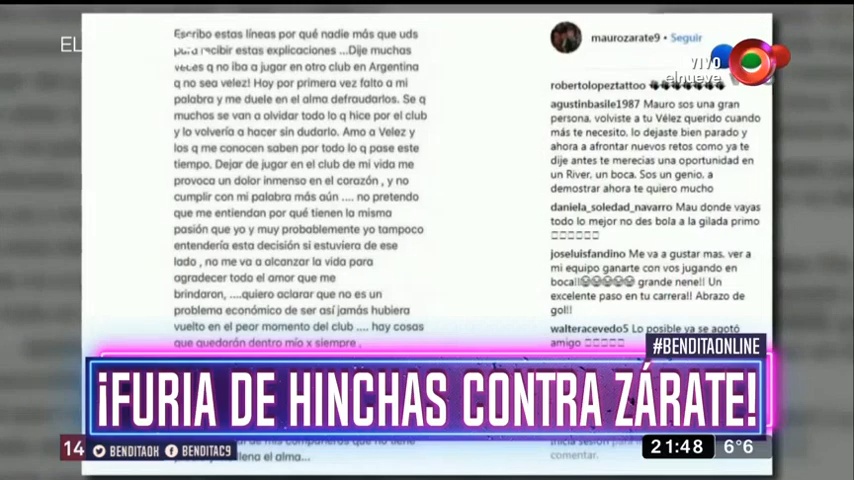 EL
Escribo estas líneas por qué nadie más que uds
para recibir estas explicaciones ...Dije muchas
veces q no iba a jugar en otro club en Argentina
q no sea velez! Hoy por primera vez falto a mi
palabra y me duele en el alma defraudarlos. Se q
muchos se van a olvidar todo lo q hice por el club
y lo volvería a hacer sin dudarlo. Amo a Velez y
los q me conocen saben por todo lo q pase este
tiempo. Dejar de jugar en el club de mi vida me
provoca un dolor inmenso en el corazón , y no
cumplir con mi palabra más aún .... no pretendo
que me entiendan por qué tienen la misma
pasión que yo y muy probablemente yo tampoco
entendería esta decisión si estuviera de ese
lado , no me va a alcanzar la vida para
agradecer todo el amor que me
brindaron, ....quiero aclarar que no es un
problema económico de ser así jamás hubiera
vuelto en el peor momento del club .... hay cosas
que quedarán dentro mío x siempre ,
de mis compañeros que no tiene
llena el alma...
maurozarate9 • Seguir
VIVO
elnueve
robertolopeztattoo
agustinbasile1987 Mauro sos una gran
persona, volviste a tu Vélez querido cuando
más te necesito, lo dejaste bien parado y
ahora a afrontar nuevos retos como ya te
dije antes te merecias una oportunidad en
un River, un boca. Sos un genio, a
demostrar ahora te quiero mucho
daniela_soledad_navarro Mau donde vayas
todo lo mejor no des bola a la gilada primo
joseluisfandino Me va a gustar mas, ver a
mi equipo ganarte con vos jugando en
boca!! grande nene!! Un
excelente paso en tu carrera!! Abrazo de
gol!!
walteracevedo5 Lo posible ya se agotó
amigo
Inicia sesión
comentar.
#BENDITAONLINE
¡FURIA DE HINCHAS CONTRA ZÁRATE!
14 BENDITAOK BENDITAC9
21:48 6°6